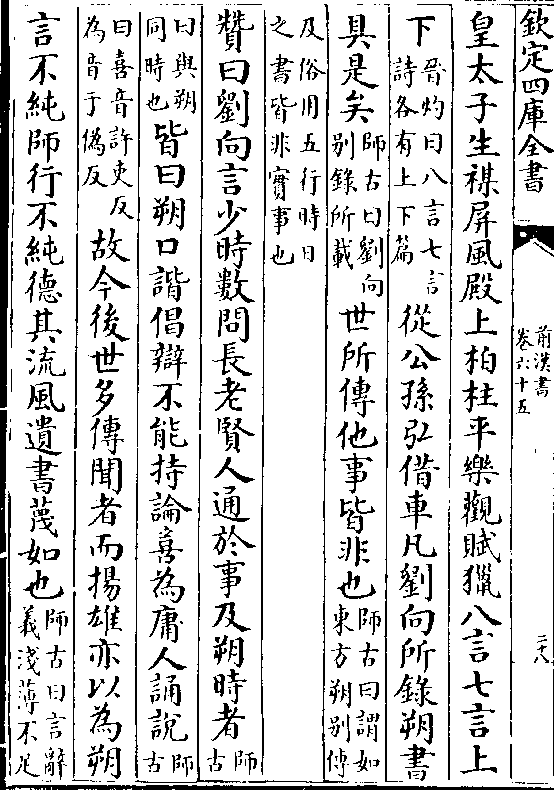 欽定四庫全書
前漢書
卷六十五
二十八
皇太子生禖屏風殿上柏柱平樂觀賦獵八言七言上
下晉灼曰八言七言詩各有上下篇從公孫弘借車凡劉向所錄朔書
具是矣師古曰劉向別錄所載世所傳他事皆非也師古曰謂如東方朔別傳
及俗用五行時日之書皆非實事也
贊曰劉向言少時數問長老賢人通於事及朔時者師古
曰與朔同時也皆曰朔口諧倡辯不能持論喜為庸人誦說師古
曰喜音許吏反為音于偽反故今後世多傳聞者而揚雄亦以為朔
言不純師行不純德其流風遺書蔑如也師古曰言辭義淺薄不足